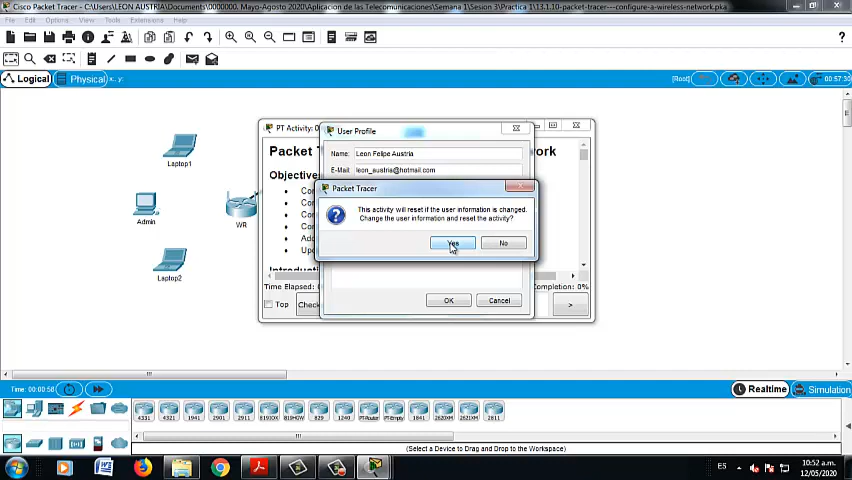 Cisco Packet Tracer - C:\Users\LEON AUSTRIA\Documents\0000000. Mayo-Agosto 2020\Aplicacion de las Telecomunicaciones\Semana 1\Sesion 3\Practica 1\13.1.10-packet-tracer---configure-a-wireless-network.pka
File Edit Options View Tools Extensions Help
Logical
Physical
x:, y:
[Root]
00:57:30
PT Activity: 0
User Profile
Packet T
work
Name: Leon Felipe Austria
Objective
E-Mail: leon_austria@hotmail.com
Packet Tracer
This activity will reset if the user information is changed.
Change the user information and reset the activity?
Yes
No
Laptop1
Admin
WR
Laptop2
Time Elapsed: 0
Completion: 0%
Top
Check
OK
Cancel
>
Time: 00:00:58
Realtime
Simulation
4331
4321
1941
2901
2911
819IOX
819HGW
829
1240
PT-Router
PT-Empty
1841
2620XM
2621XM
2811
(Select a Device to Drag and Drop to the Workspace)
ES
10:52 a.m.
12/05/2020